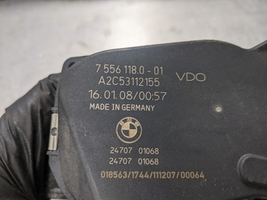 7 556 118.0-01
A2C53112155
VDO
16.01.08/00:57
MADE IN GERMANY
BMW
24707 01068
24707 01068
018563/1744/111207/00064